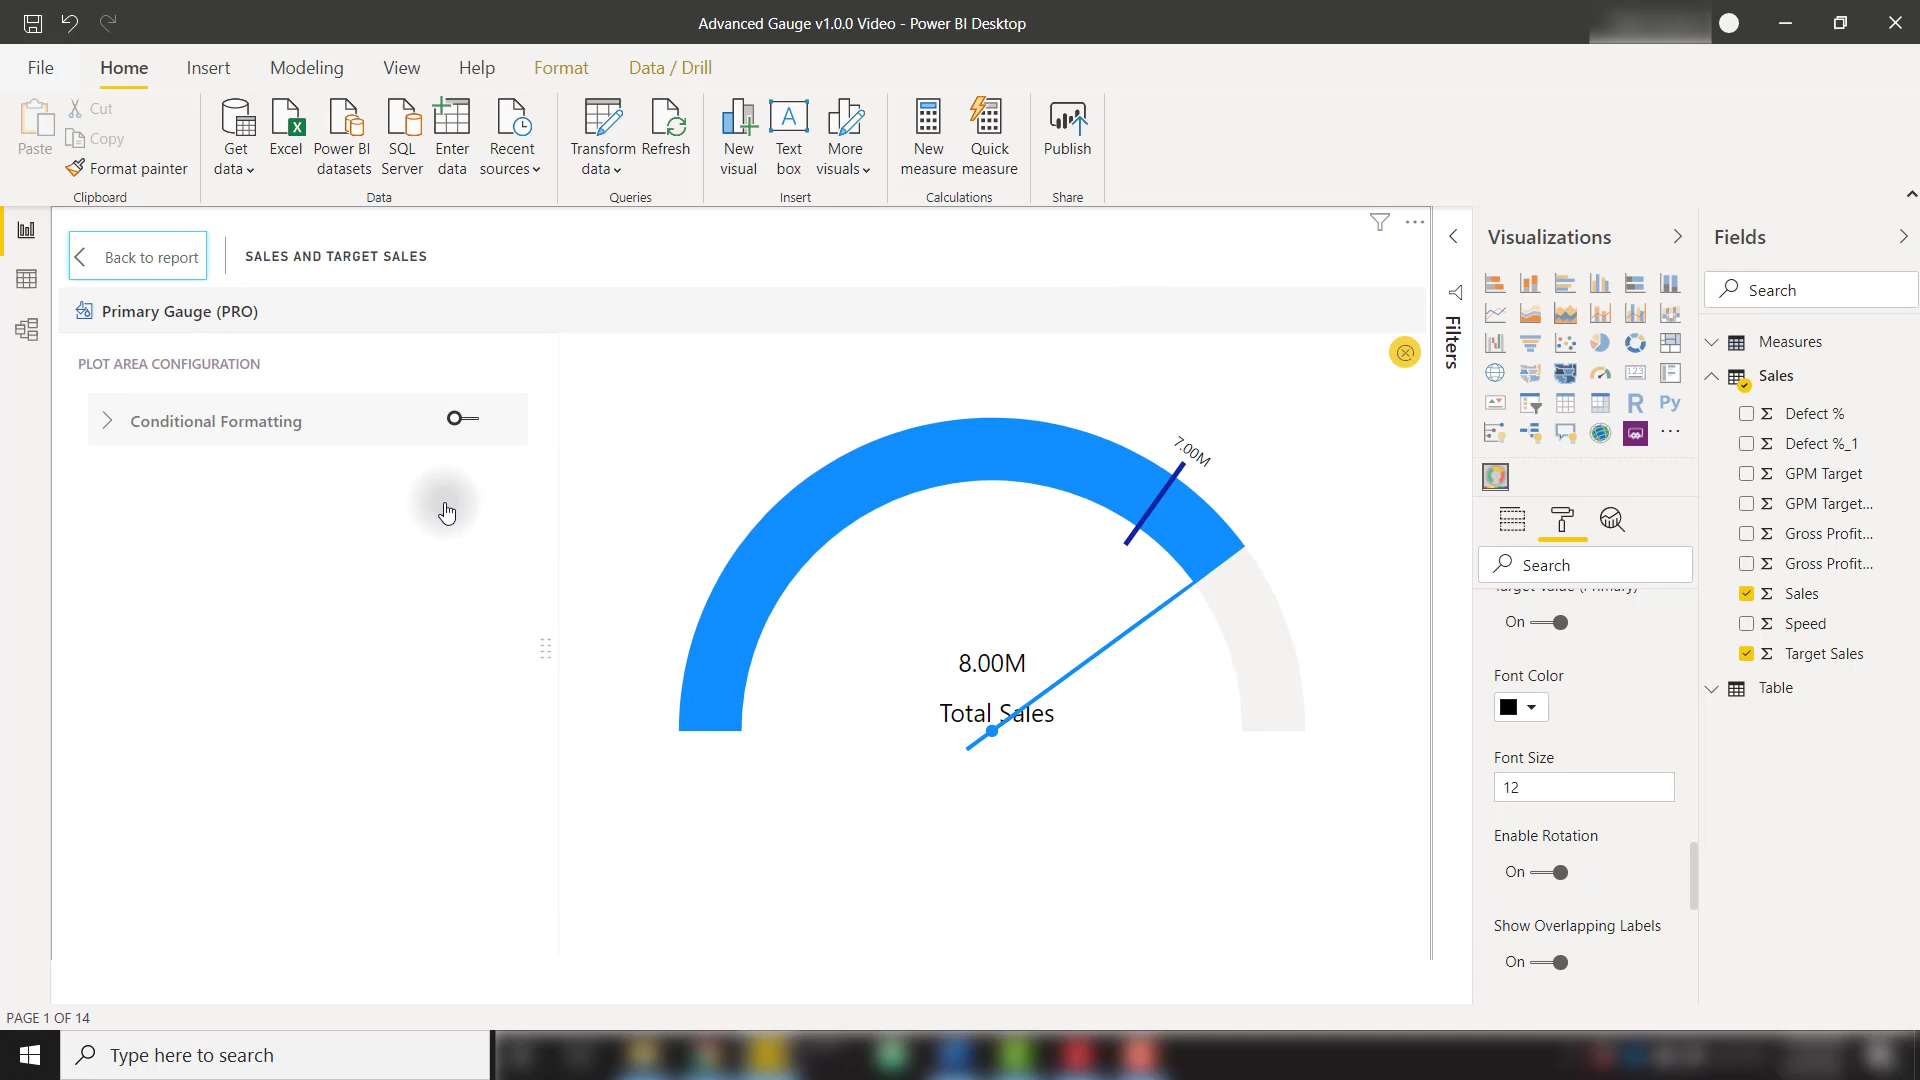 Advanced Gauge v1.0.0 Video - Power BI Desktop
File Home Insert Modeling View Help Format Data / Drill
Paste
Cut
Copy
Format painter
Clipboard
Get data
Excel
Power BI datasets
SQL Server
Enter data
Recent sources
Data
Transform data
Refresh
Queries
New visual
Text box
More visuals
Insert
New measure
Quick measure
Calculations
Publish
Share
Back to report
SALES AND TARGET SALES
Primary Gauge (PRO)
PLOT AREA CONFIGURATION
Conditional Formatting
7.00M
8.00M
Total Sales
Filters
Visualizations
123
R Py
Search
On
Font Color
Font Size
12
Enable Rotation
On
Show Overlapping Labels
On
Fields
Search
Measures
Sales
Σ Defect %
Σ Defect %_1
Σ GPM Target
Σ GPM Target...
Σ Gross Profit...
Σ Gross Profit...
Σ Sales
Σ Speed
Σ Target Sales
Table
PAGE 1 OF 14
Type here to search